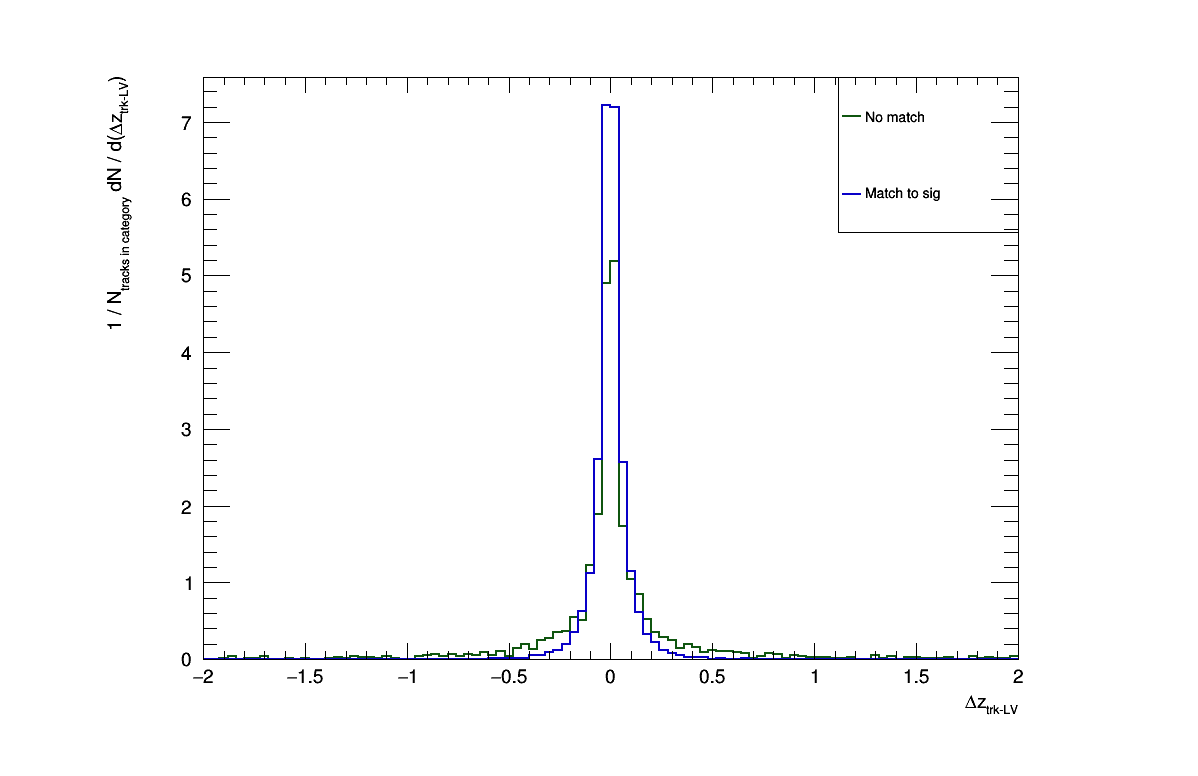 1 / N_tracks in category dN / d(Δz_trk-LV)
7
6
5
4
3
2
1
0
No match
Match to sig
−2 −1.5 −1 −0.5 0 0.5 1 1.5 2
Δz_trk-LV